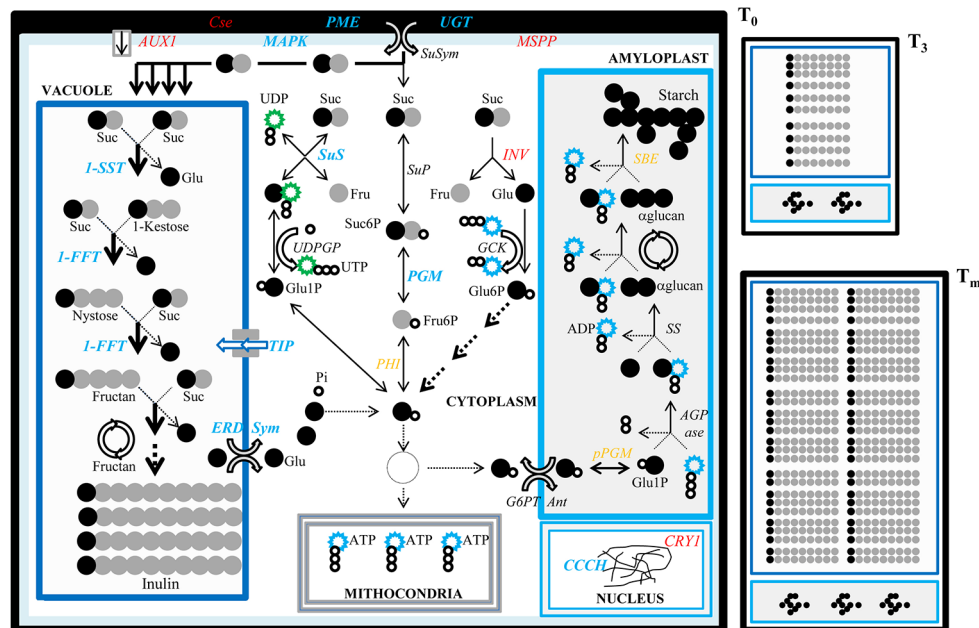 Cse PME UGT T0
AUX1 MAPK SuSym MSPP T3
AMYLOPLAST
VACUOLE
UDP Suc Suc Suc Starch
Suc Suc
1-SST SuS INV SBE
Glu Fru SuP Fru Glu
αglucan
Suc 1-Kestose Suc6P
1-FFT UDPGP GCK
UTP PGM
Glu1P Glu6P αglucan
Tm
Nystose Suc Fru6P ADP SS
1-FFT TIP PHI
Fructan Suc Pi CYTOPLASM AGP
ase
ERD Sym
Fructan Glu pPGM Glu1P
G6PT Ant
ATP ATP ATP CRY1
CCCH
Inulin MITHOCONDRIA NUCLEUS